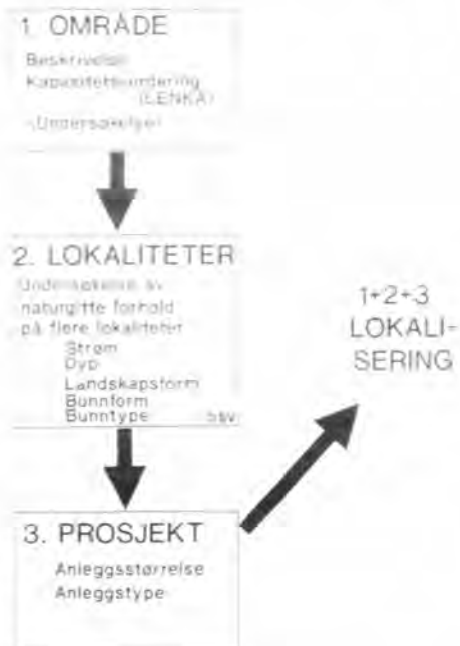 1. OMRÅDE
Beskrivelse
Kapasitetsvurdering
(LENKA)
(Undersøkelser)
2. LOKALITETER
Undersøkelse av
naturgitte forhold
på flere lokaliteter
Strøm
Dyp
Landskapsform
Bunnform
Bunntype osv
3. PROSJEKT
Anleggsstørrelse
Anleggstype
1+2+3
LOKALI-
SERING